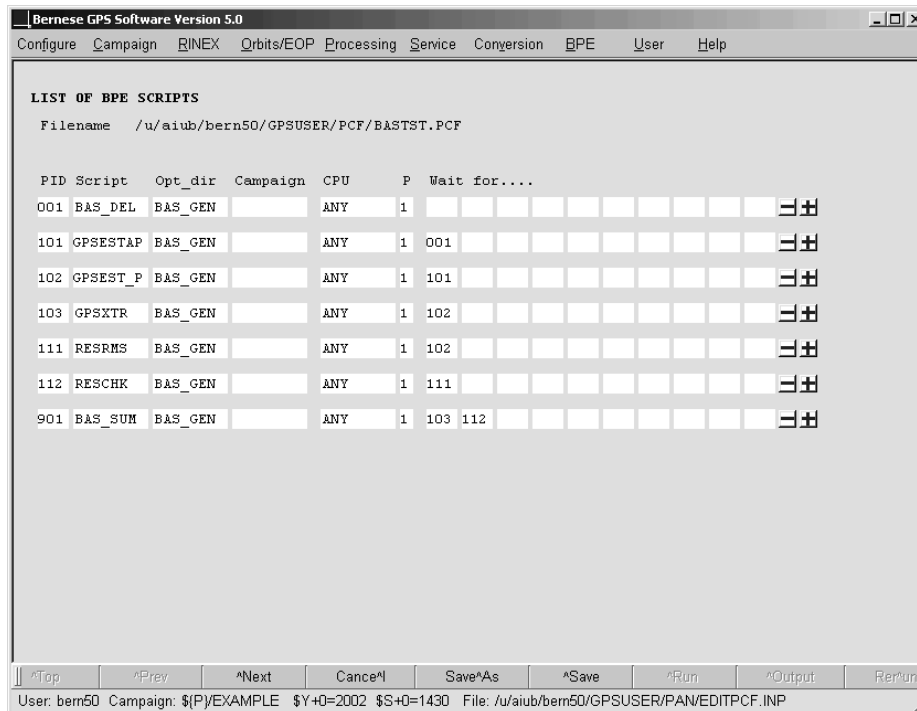 Bernese GPS Software Version 5.0
Configure Campaign RINEX Orbits/EOP Processing Service Conversion BPE User Help
LIST OF BPE SCRIPTS
Filename /u/aiub/bern50/GPSUSER/PCF/BASTST.PCF
PID Script Opt_dir Campaign CPU P Wait for....
001 BAS_DEL BAS_GEN ANY 1
101 GPSESTAP BAS_GEN ANY 1 001
102 GPSEST_P BAS_GEN ANY 1 101
103 GPSXTR BAS_GEN ANY 1 102
111 RESRMS BAS_GEN ANY 1 102
112 RESCHK BAS_GEN ANY 1 111
901 BAS_SUM BAS_GEN ANY 1 103 112
^Top ^Prev ^Next Cance^l Save^As ^Save ^Run ^Output Rer^un
User: bern50 Campaign: ${P}/EXAMPLE $Y+0=2002 $S+0=1430 File: /u/aiub/bern50/GPSUSER/PAN/EDITPCF.INP